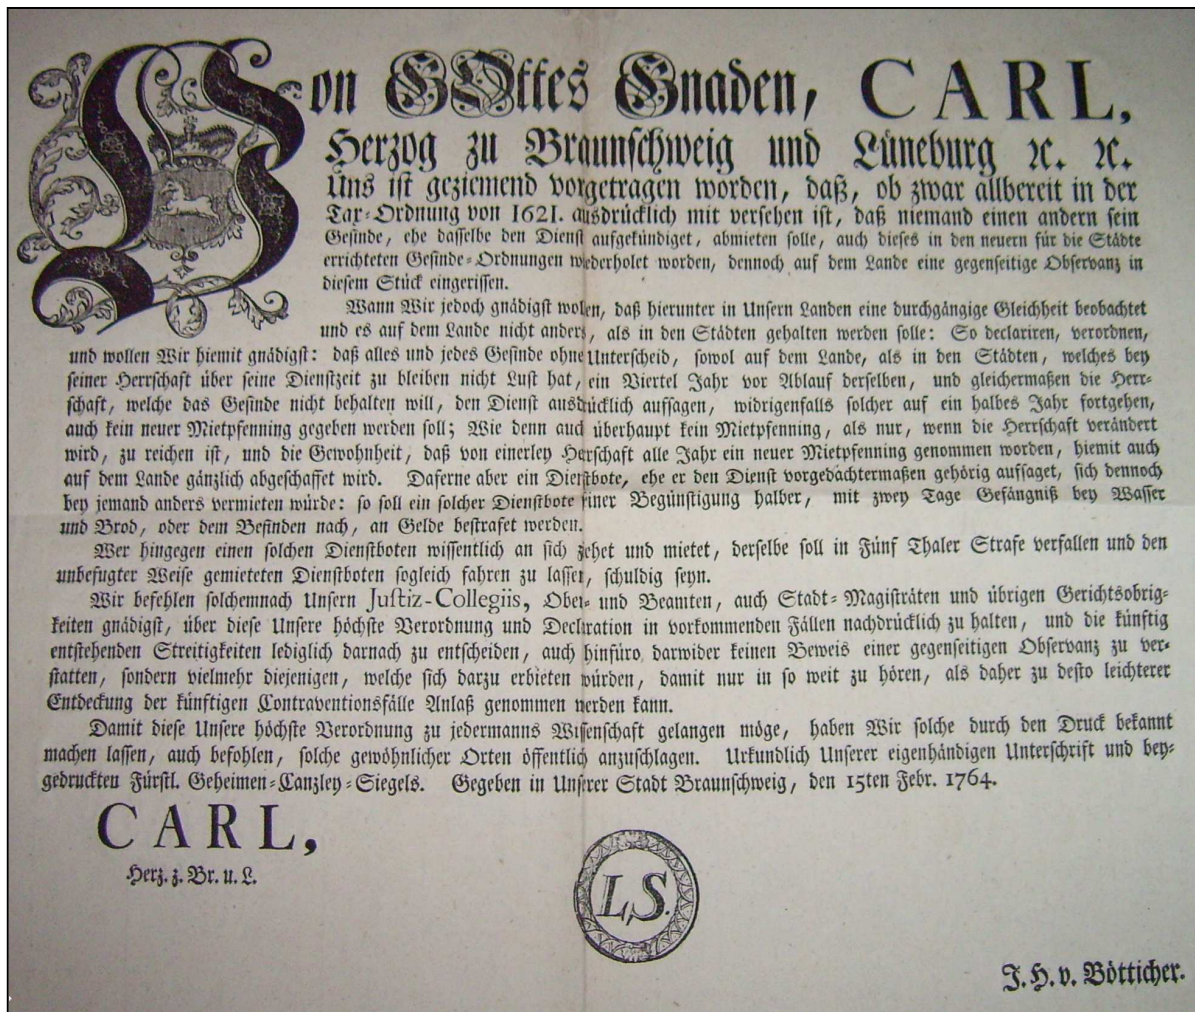 Von GOttes Gnaden, CARL,
Herzog zu Braunschweig und Lüneburg ꝛc. ꝛc.
Uns ist geziemend vorgetragen worden, daß, ob zwar allbereit in der
Tax-Ordnung von 1621. ausdrücklich mit versehen ist, daß niemand einen andern sein
Gesinde, ehe dasselbe den Dienst aufgekündiget, abmieten solle, auch dieses in den neuern für die Städte
errichteten Gesinde-Ordnungen wiederholet worden, dennoch auf dem Lande eine gegenseitige Observanz in
diesem Stück eingerissen.
Wann Wir jedoch gnädigst wollen, daß hierunter in Unsern Landen eine durchgängige Gleichheit beobachtet
und es auf dem Lande nicht anders, als in den Städten gehalten werden solle: So declariren, verordnen,
und wollen Wir hiemit gnädigst: daß alles und jedes Gesinde ohne Unterscheid, sowol auf dem Lande, als in den Städten, welches bey
seiner Herrschaft über seine Dienstzeit zu bleiben nicht Lust hat, ein Viertel Jahr vor Ablauf derselben, und gleichermaßen die Herr-
schaft, welche das Gesinde nicht behalten will, den Dienst ausdrücklich aufsagen, widrigenfalls solcher auf ein halbes Jahr fortgehen,
auch kein neuer Mietpfenning gegeben werden soll; Wie denn auch überhaupt kein Mietpfenning, als nur, wenn die Herrschaft verändert
wird, zu reichen ist, und die Gewohnheit, daß von einerley Herrschaft alle Jahr ein neuer Mietpfenning genommen worden, hiemit auch
auf dem Lande gänzlich abgeschaffet wird. Daferne aber ein Dienstbote, ehe er den Dienst vorgedachtermaßen gehörig aufsaget, sich dennoch
bey jemand anders vermieten würde: so soll ein solcher Dienstbote einer Begünstigung halber, mit zwey Tage Gefängniß bey Wasser
und Brod, oder dem Befinden nach, an Gelde bestrafet werden.
Wer hingegen einen solchen Dienstboten wissentlich an sich ziehet und mietet, derselbe soll in Fünf Thaler Strafe verfallen und den
unbefugter Weise gemieteten Dienstboten sogleich fahren zu lassen, schuldig seyn.
Wir befehlen solchemnach Unsern Justiz-Collegiis, Ober- und Beamten, auch Stadt-Magisträten und übrigen Gerichtsobrig-
keiten gnädigst, über diese Unsere höchste Verordnung und Declaration in vorkommenden Fällen nachdrücklich zu halten, und die künftig
entstehenden Streitigkeiten lediglich darnach zu entscheiden, auch hinfüro darwider keinen Beweis einer gegenseitigen Observanz zu ver-
statten, sondern vielmehr diejenigen, welche sich darzu erbieten würden, damit nur in so weit zu hören, als daher zu desto leichterer
Entdeckung der künftigen Contraventionsfälle Anlaß genommen werden kann.
Damit diese Unsere höchste Verordnung zu jedermanns Wissenschaft gelangen möge, haben Wir solche durch den Druck bekannt
machen lassen, auch befohlen, solche gewöhnlicher Orten öffentlich anzuschlagen. Urkundlich Unserer eigenhändigen Unterschrift und bey-
gedruckten Fürstl. Geheimen-Canzley-Siegels. Gegeben in Unserer Stadt Braunschweig, den 15ten Febr. 1764.
CARL,
Herz. z. Br. u. L.
L.S.
J. H. v. Bötticher.